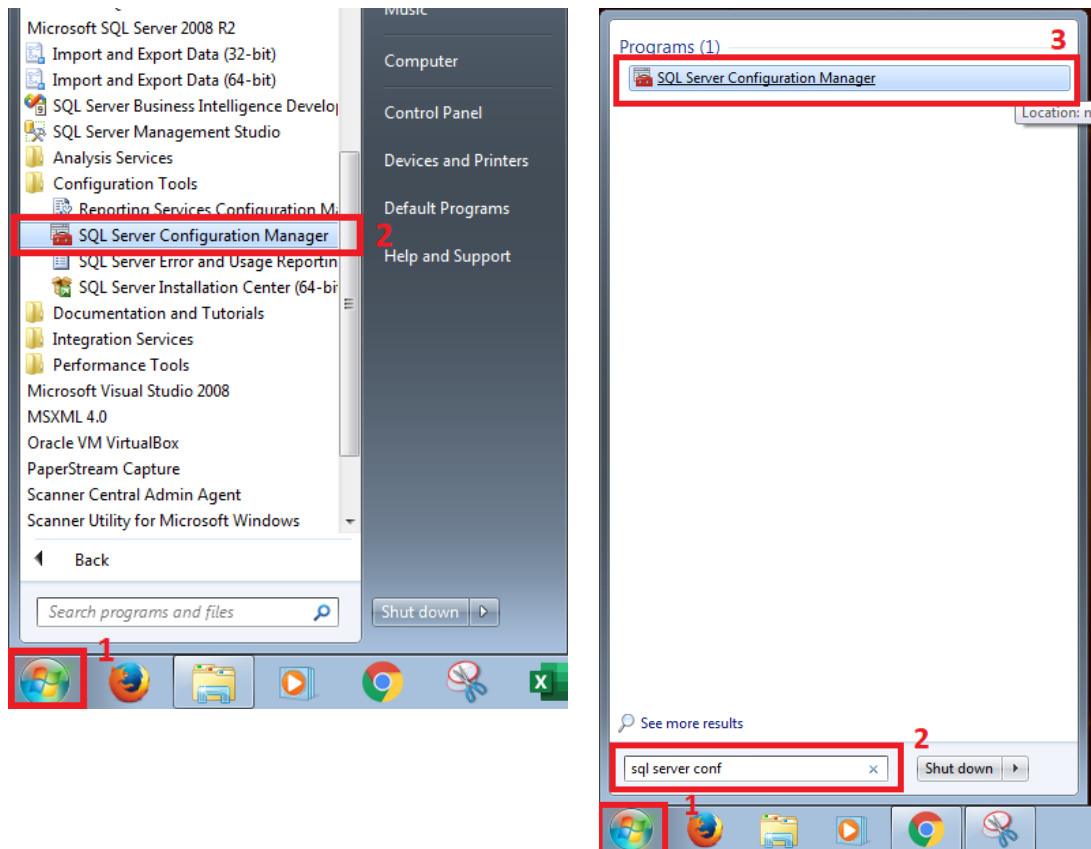 Music
Microsoft SQL Server 2008 R2
Import and Export Data (32-bit)
Import and Export Data (64-bit)
SQL Server Business Intelligence Develo
SQL Server Management Studio
Analysis Services
Configuration Tools
Reporting Services Configuration Ma
SQL Server Configuration Manager
SQL Server Error and Usage Reportin
SQL Server Installation Center (64-bi
Documentation and Tutorials
Integration Services
Performance Tools
Microsoft Visual Studio 2008
MSXML 4.0
Oracle VM VirtualBox
PaperStream Capture
Scanner Central Admin Agent
Scanner Utility for Microsoft Windows
Back
Search programs and files
Computer
Control Panel
Devices and Printers
Default Programs
2
Help and Support
Shut down
1
X
Programs (1)
3
SQL Server Configuration Manager
Location: n
See more results
2
sql server conf
Shut down
1